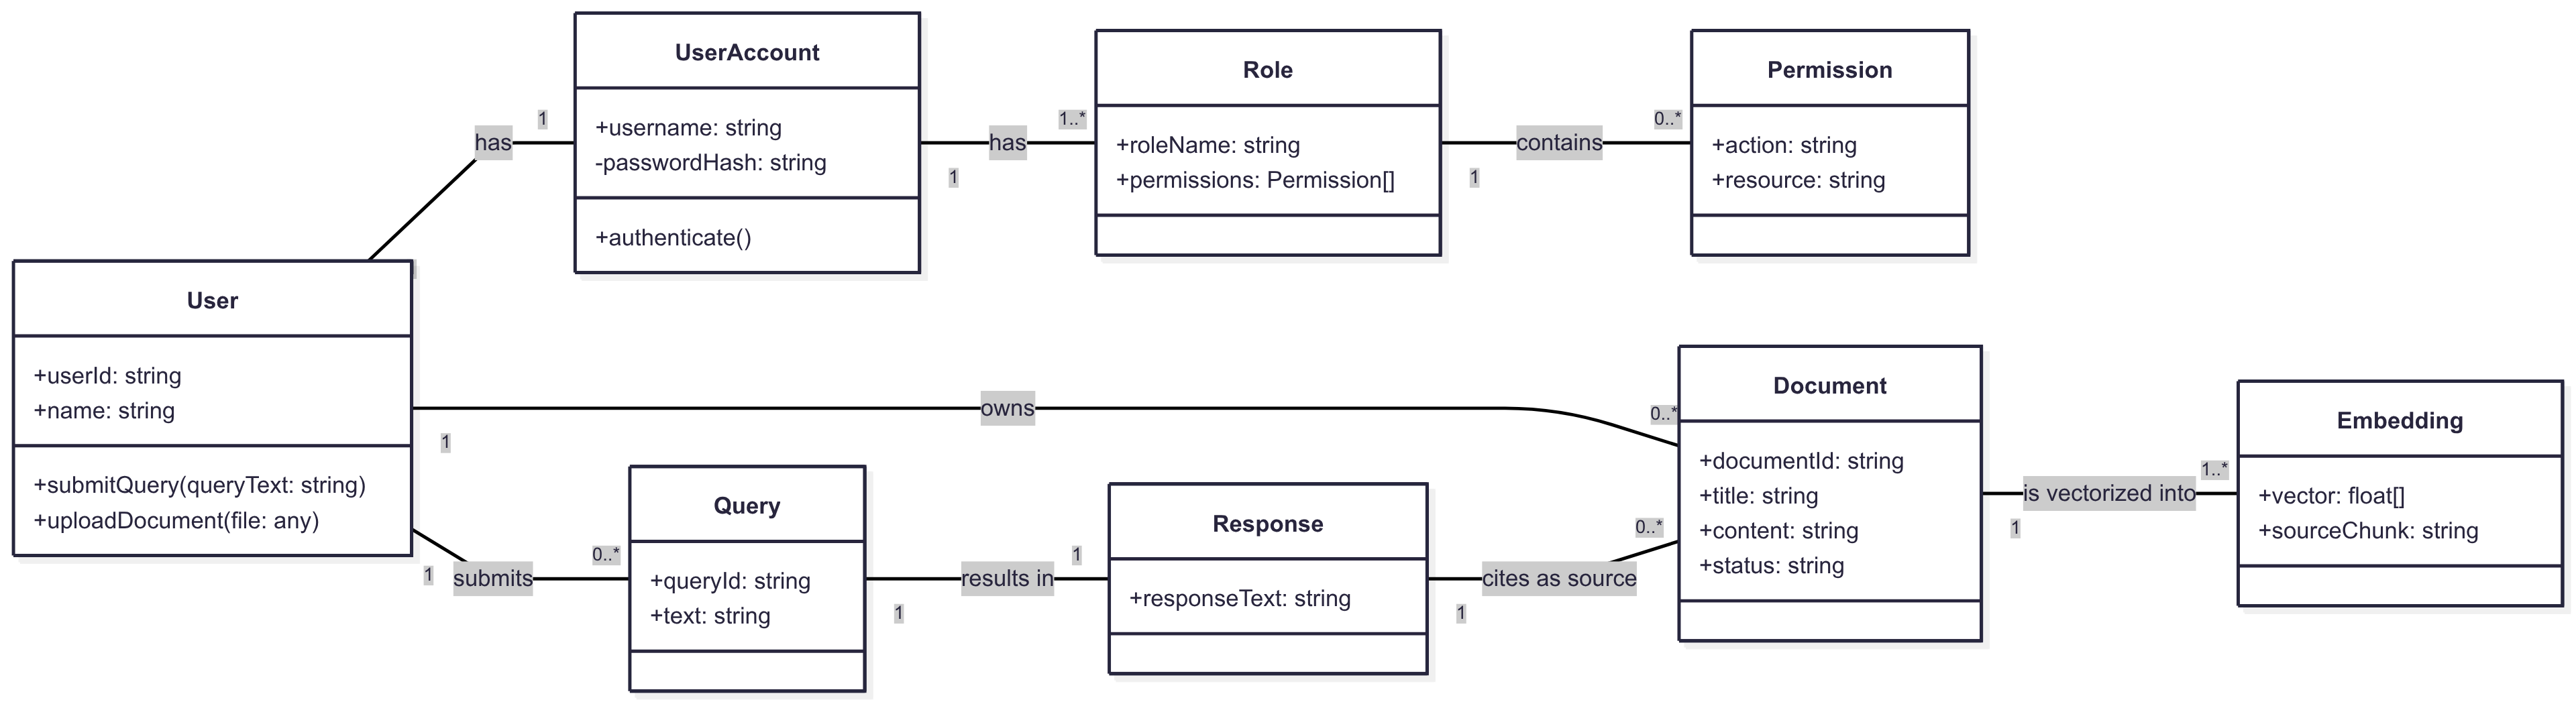 UserAccount
+username: string
-passwordHash: string
+authenticate()
Role
+roleName: string
+permissions: Permission[]
Permission
+action: string
+resource: string
has
1
has
1..*
1
contains
0..*
1
User
+userId: string
+name: string
+submitQuery(queryText: string)
+uploadDocument(file: any)
owns
1
0..*
submits
1
0..*
Query
+queryId: string
+text: string
results in
1
1
Response
+responseText: string
cites as source
1
0..*
Document
+documentId: string
+title: string
+content: string
+status: string
is vectorized into
1
1..*
Embedding
+vector: float[]
+sourceChunk: string